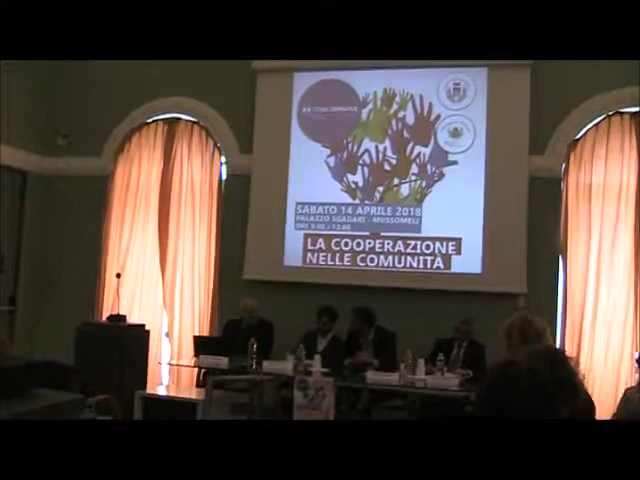 SABATO 14 APRILE 2018
PALAZZO SGADARI - MUSSOMELI
LA COOPERAZIONE
NELLE COMUNITÀ